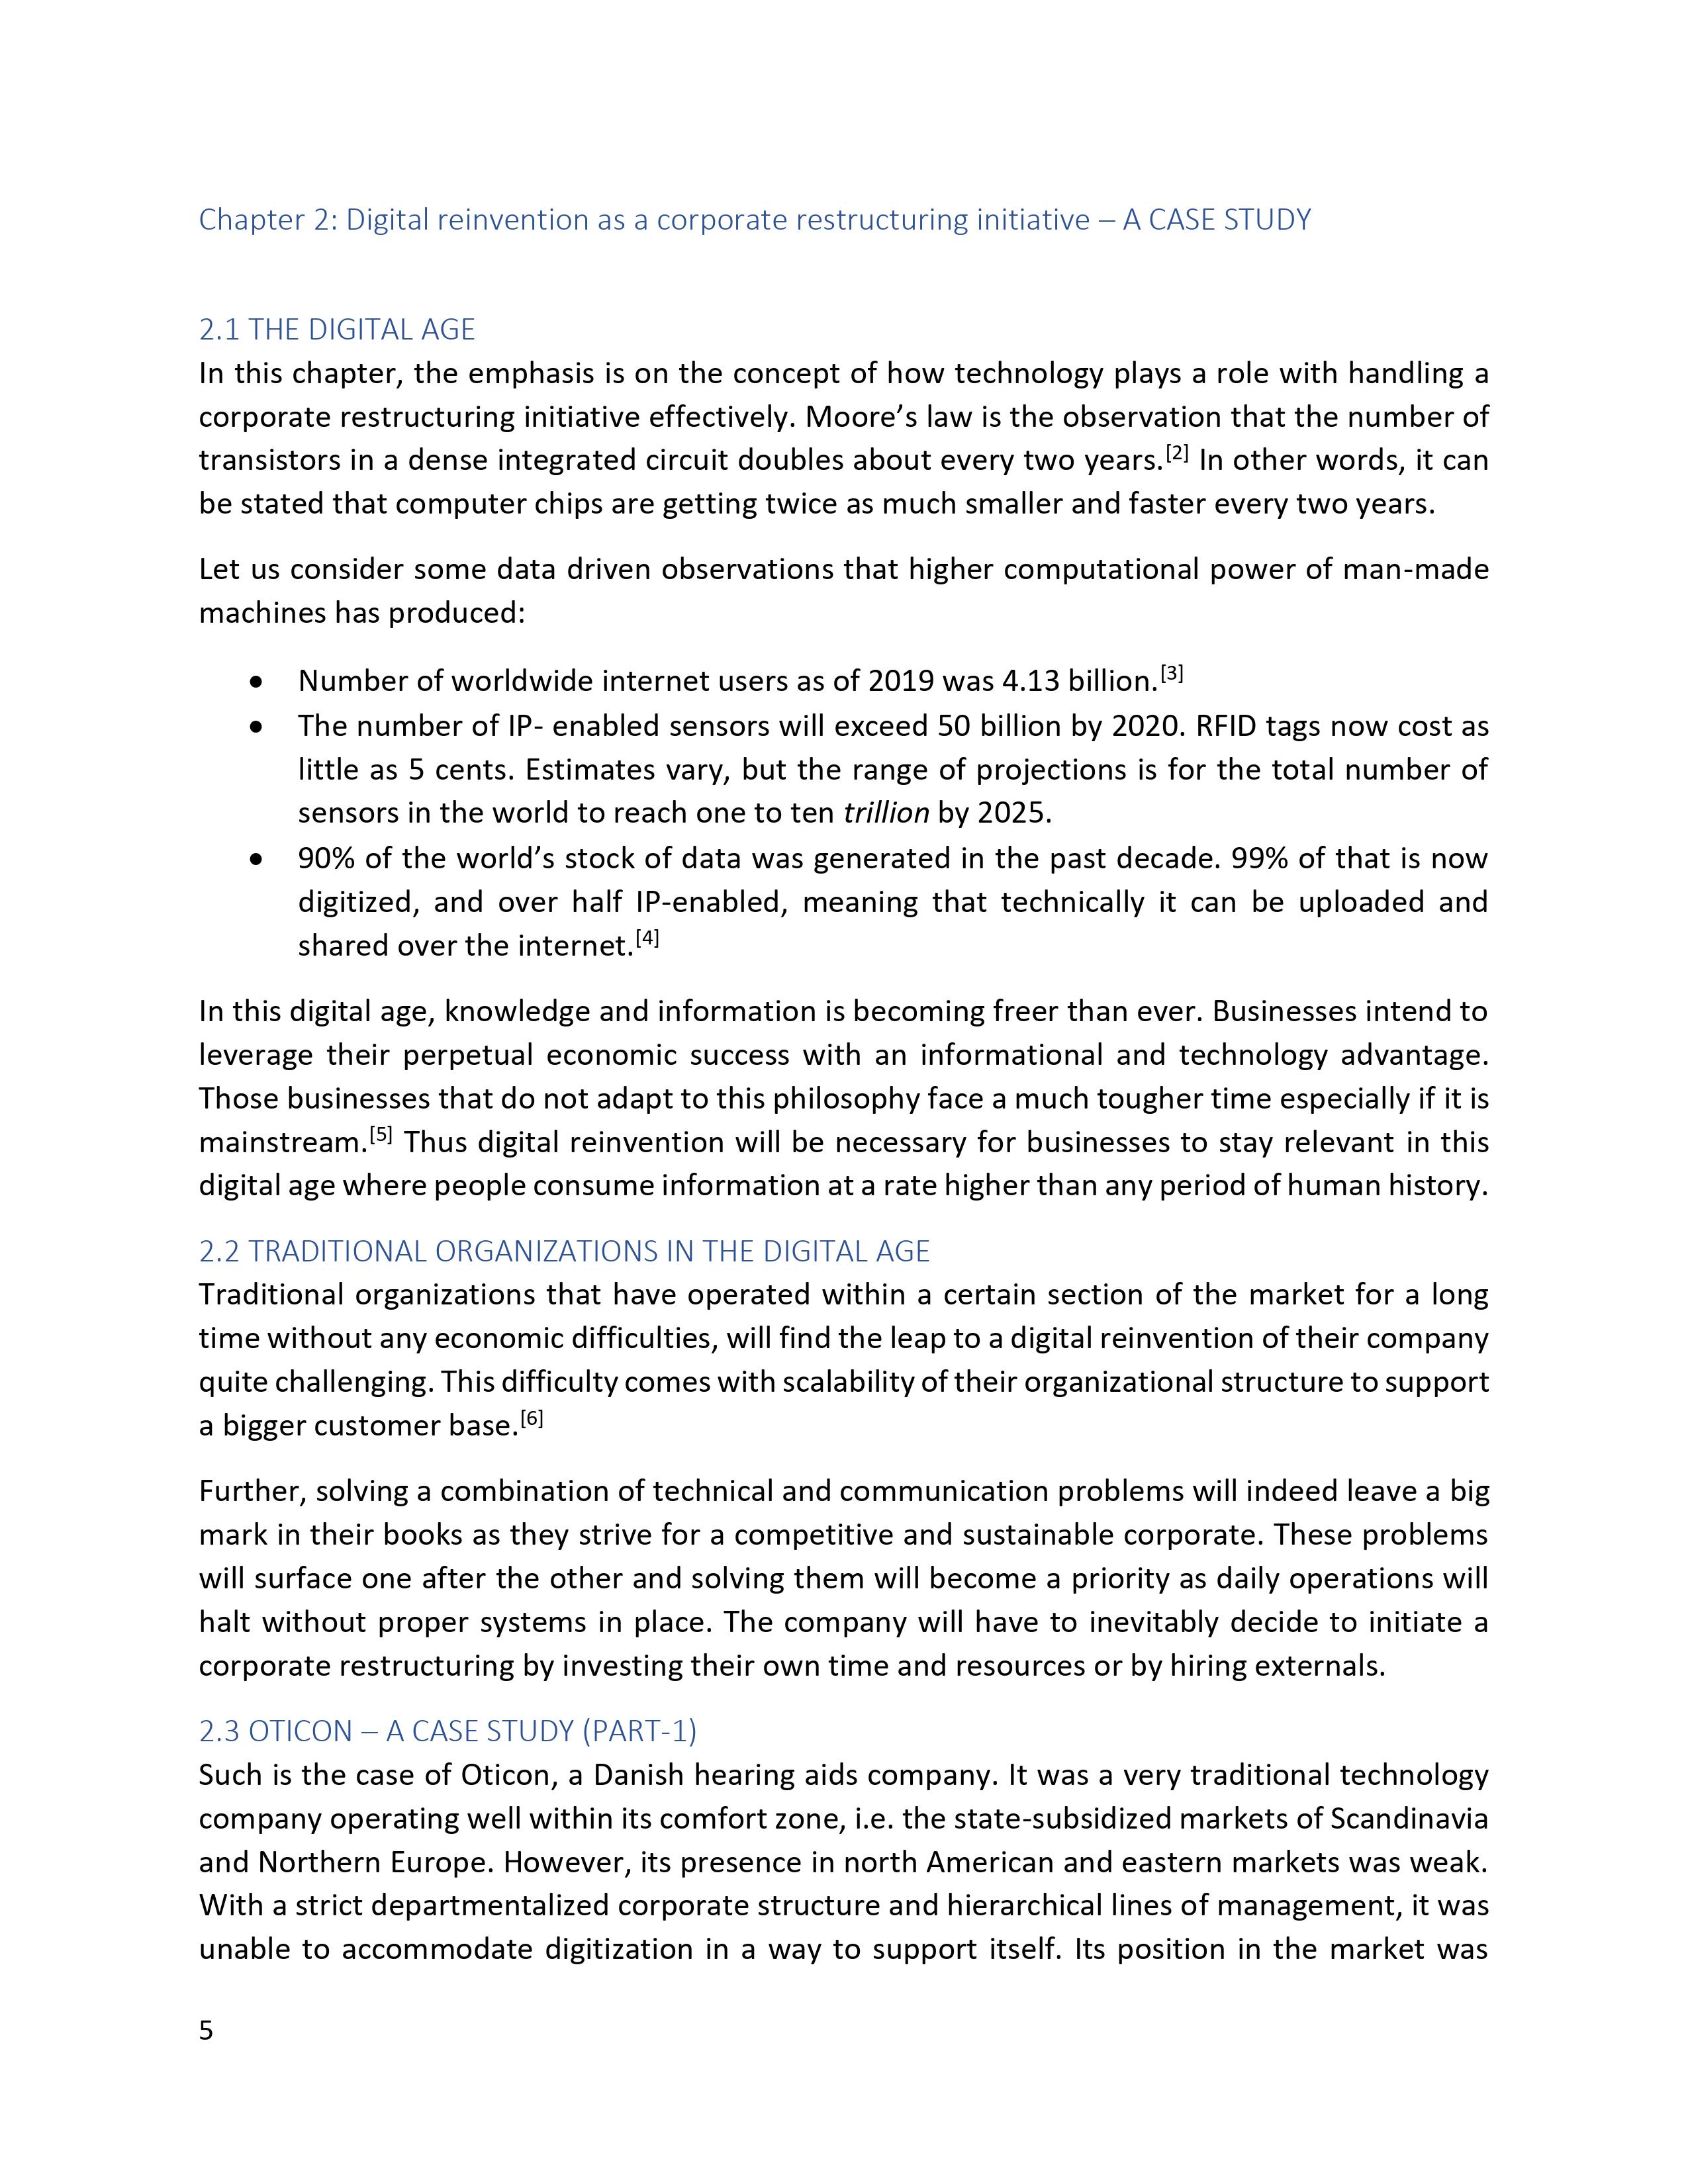 Chapter 2: Digital reinvention as a corporate restructuring initiative – A CASE STUDY
2.1 THE DIGITAL AGE
In this chapter, the emphasis is on the concept of how technology plays a role with handling a
corporate restructuring initiative effectively. Moore’s law is the observation that the number of
transistors in a dense integrated circuit doubles about every two years.[2] In other words, it can
be stated that computer chips are getting twice as much smaller and faster every two years.
Let us consider some data driven observations that higher computational power of man-made
machines has produced:
• Number of worldwide internet users as of 2019 was 4.13 billion.[3]
• The number of IP- enabled sensors will exceed 50 billion by 2020. RFID tags now cost as
little as 5 cents. Estimates vary, but the range of projections is for the total number of
sensors in the world to reach one to ten trillion by 2025.
• 90% of the world’s stock of data was generated in the past decade. 99% of that is now
digitized, and over half IP-enabled, meaning that technically it can be uploaded and
shared over the internet.[4]
In this digital age, knowledge and information is becoming freer than ever. Businesses intend to
leverage their perpetual economic success with an informational and technology advantage.
Those businesses that do not adapt to this philosophy face a much tougher time especially if it is
mainstream.[5] Thus digital reinvention will be necessary for businesses to stay relevant in this
digital age where people consume information at a rate higher than any period of human history.
2.2 TRADITIONAL ORGANIZATIONS IN THE DIGITAL AGE
Traditional organizations that have operated within a certain section of the market for a long
time without any economic difficulties, will find the leap to a digital reinvention of their company
quite challenging. This difficulty comes with scalability of their organizational structure to support
a bigger customer base.[6]
Further, solving a combination of technical and communication problems will indeed leave a big
mark in their books as they strive for a competitive and sustainable corporate. These problems
will surface one after the other and solving them will become a priority as daily operations will
halt without proper systems in place. The company will have to inevitably decide to initiate a
corporate restructuring by investing their own time and resources or by hiring externals.
2.3 OTICON – A CASE STUDY (PART-1)
Such is the case of Oticon, a Danish hearing aids company. It was a very traditional technology
company operating well within its comfort zone, i.e. the state-subsidized markets of Scandinavia
and Northern Europe. However, its presence in north American and eastern markets was weak.
With a strict departmentalized corporate structure and hierarchical lines of management, it was
unable to accommodate digitization in a way to support itself. Its position in the market was
5